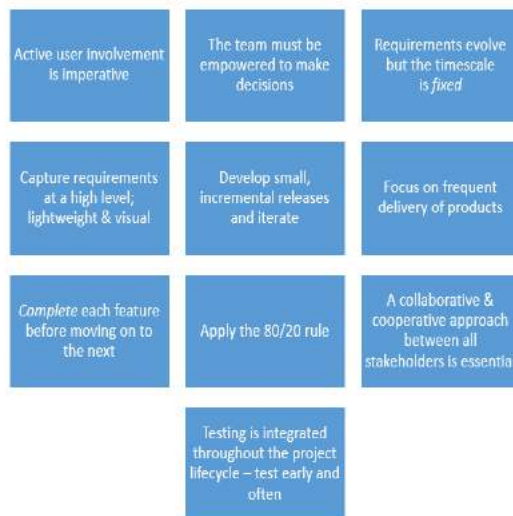 Active user involvement
is imperative
The team must be
empowered to make
decisions
Requirements evolve
but the timescale
is fixed
Capture requirements
at a high level;
lightweight & visual
Develop small,
incremental releases
and iterate
Focus on frequent
delivery of products
Complete each feature
before moving on to
the next
Apply the 80/20 rule
A collaborative &
cooperative approach
between all
stakeholders is essentia
Testing is integrated
throughout the project
lifecycle – test early and
often